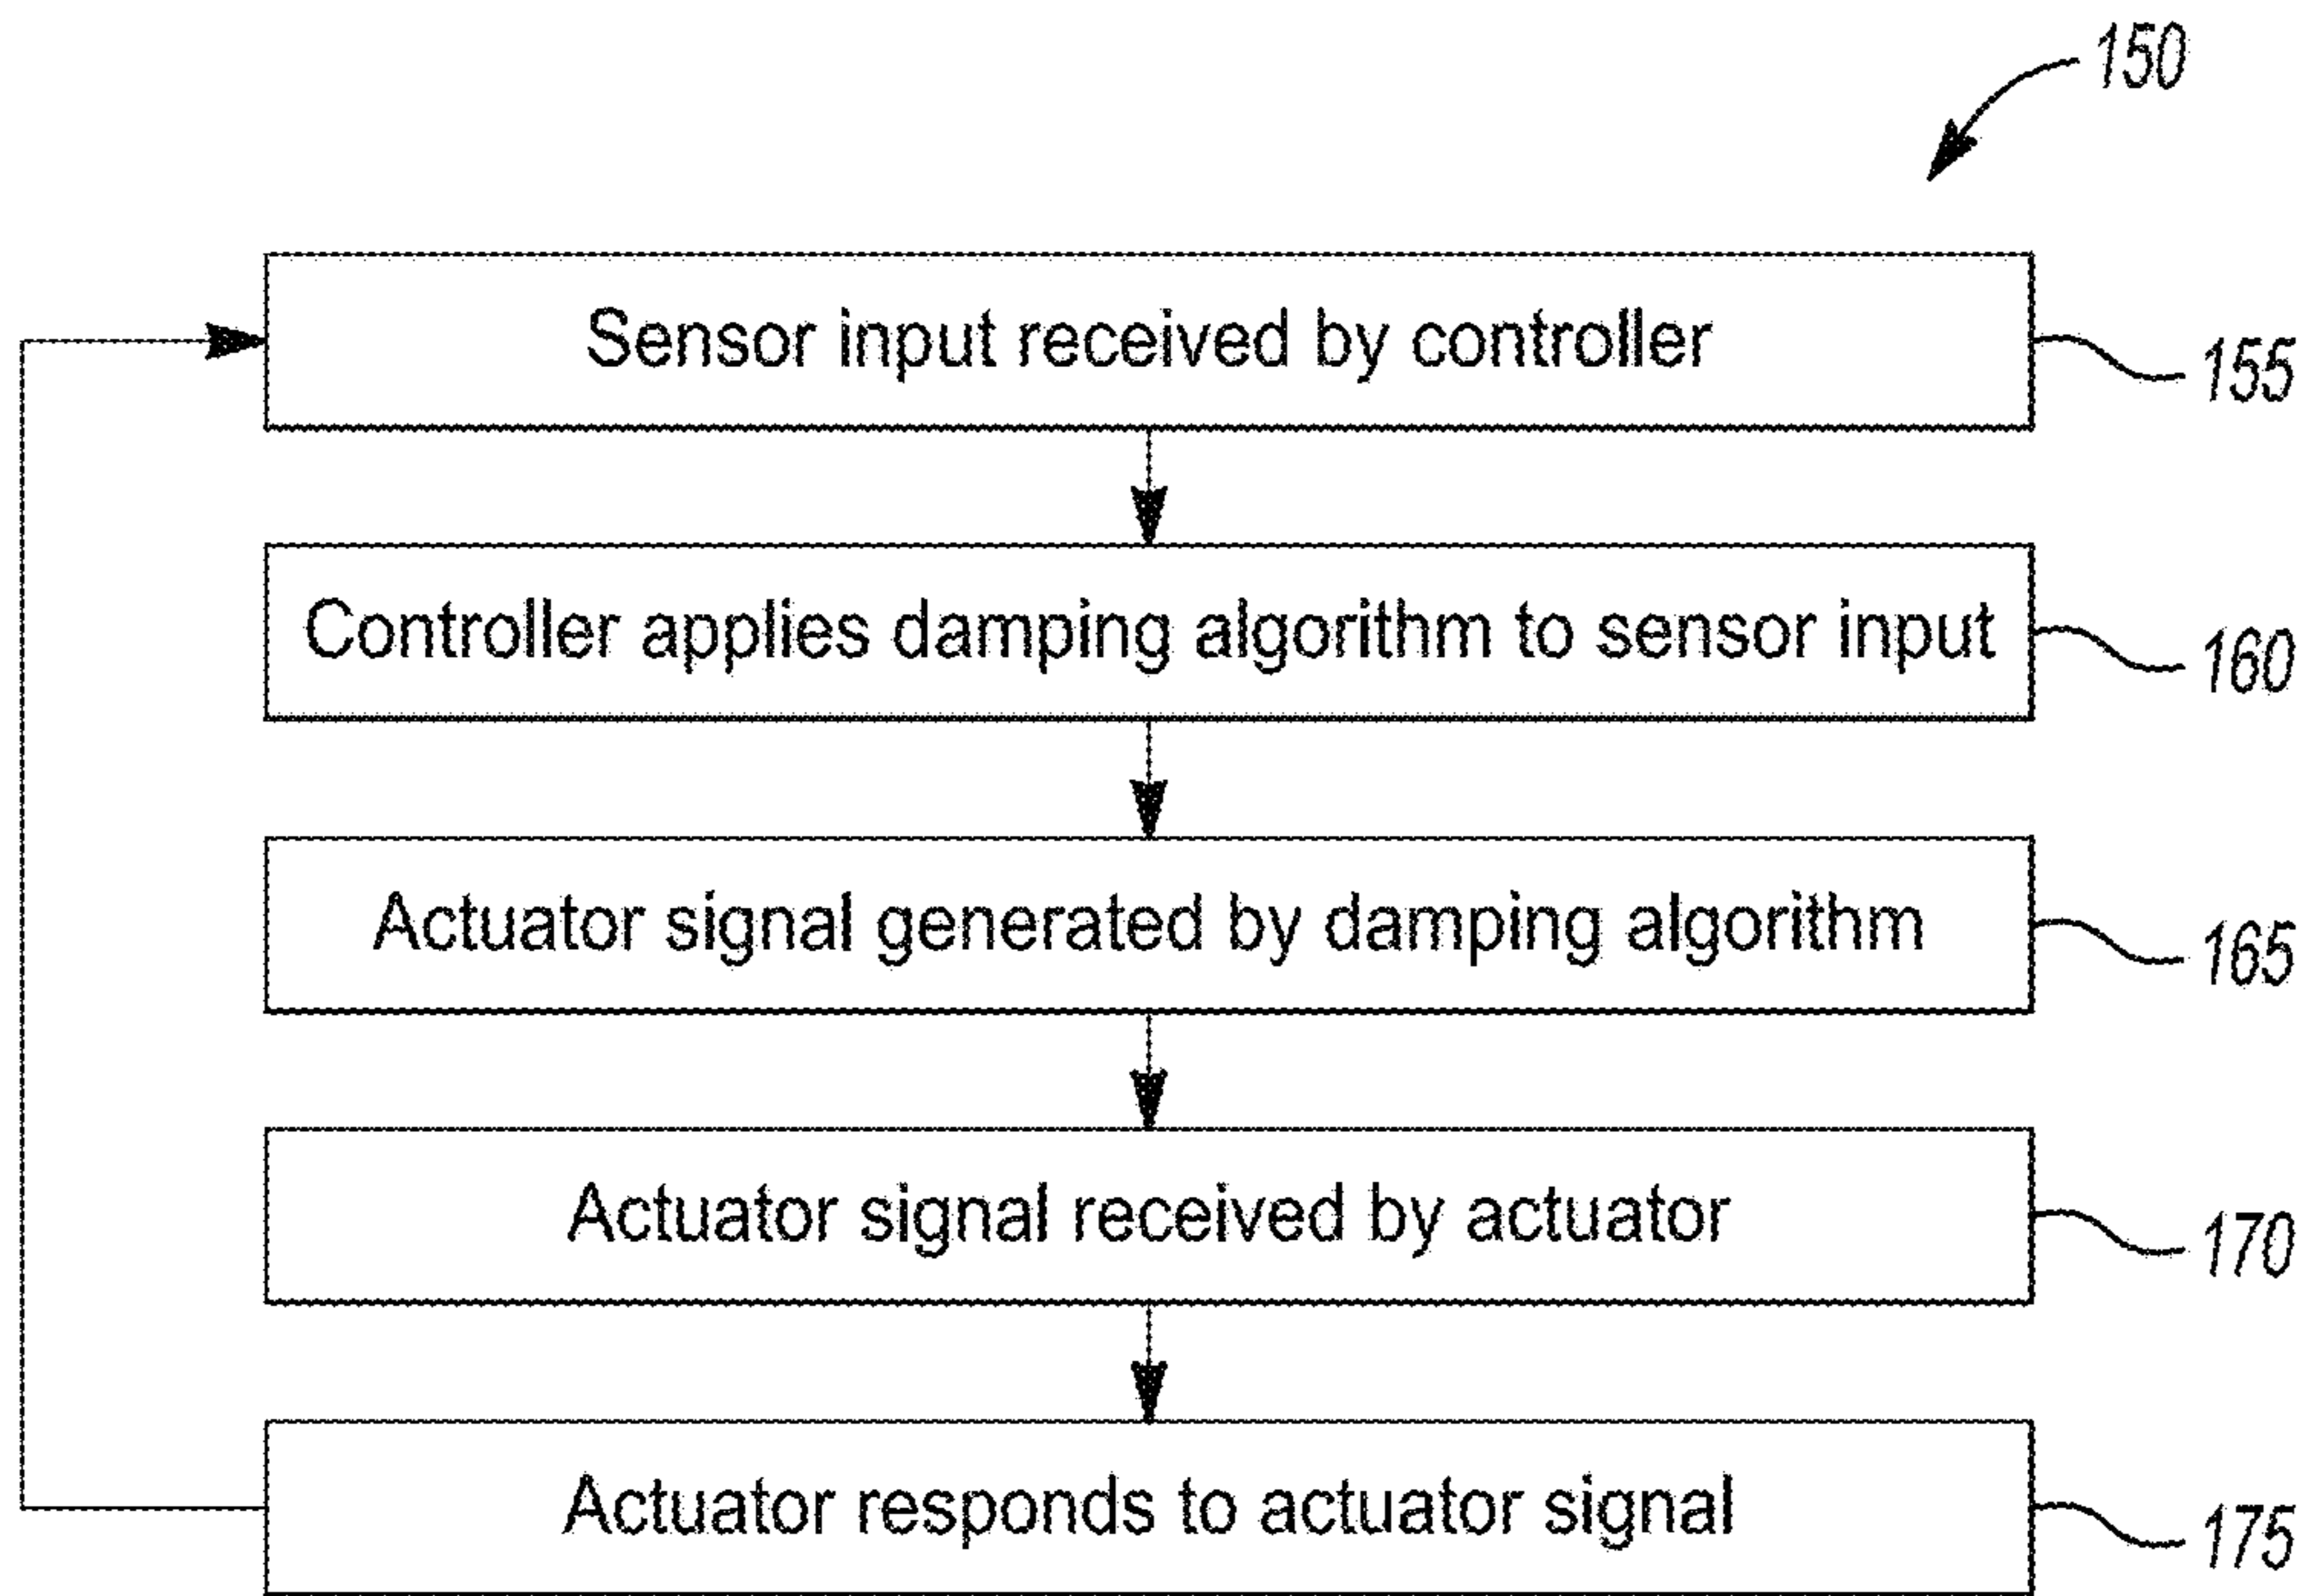 150
Sensor input received by controller
155
Controller applies damping algorithm to sensor input
160
Actuator signal generated by damping algorithm
165
Actuator signal received by actuator
170
Actuator responds to actuator signal
175